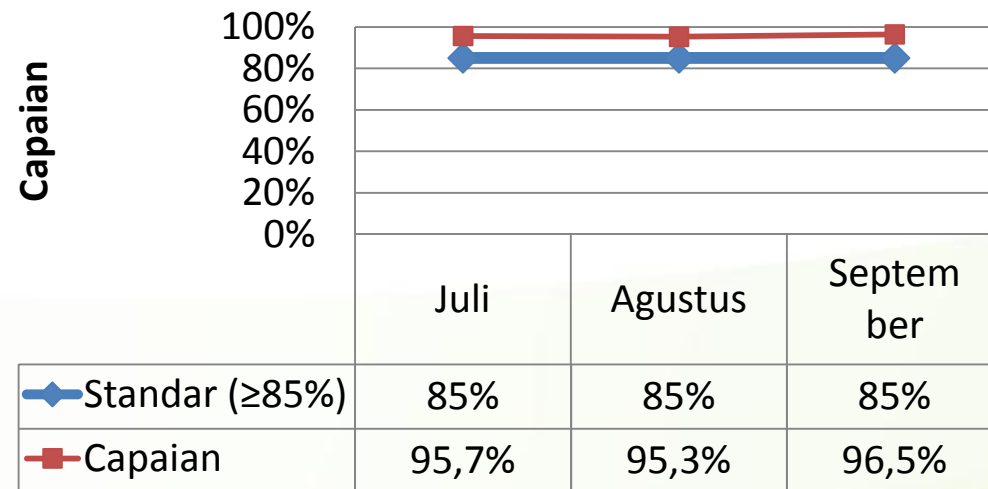 Capaian
100%
80%
60%
40%
20%
0%
Juli Agustus Septem
ber
Standar (≥85%) 85% 85% 85%
Capaian 95,7% 95,3% 96,5%